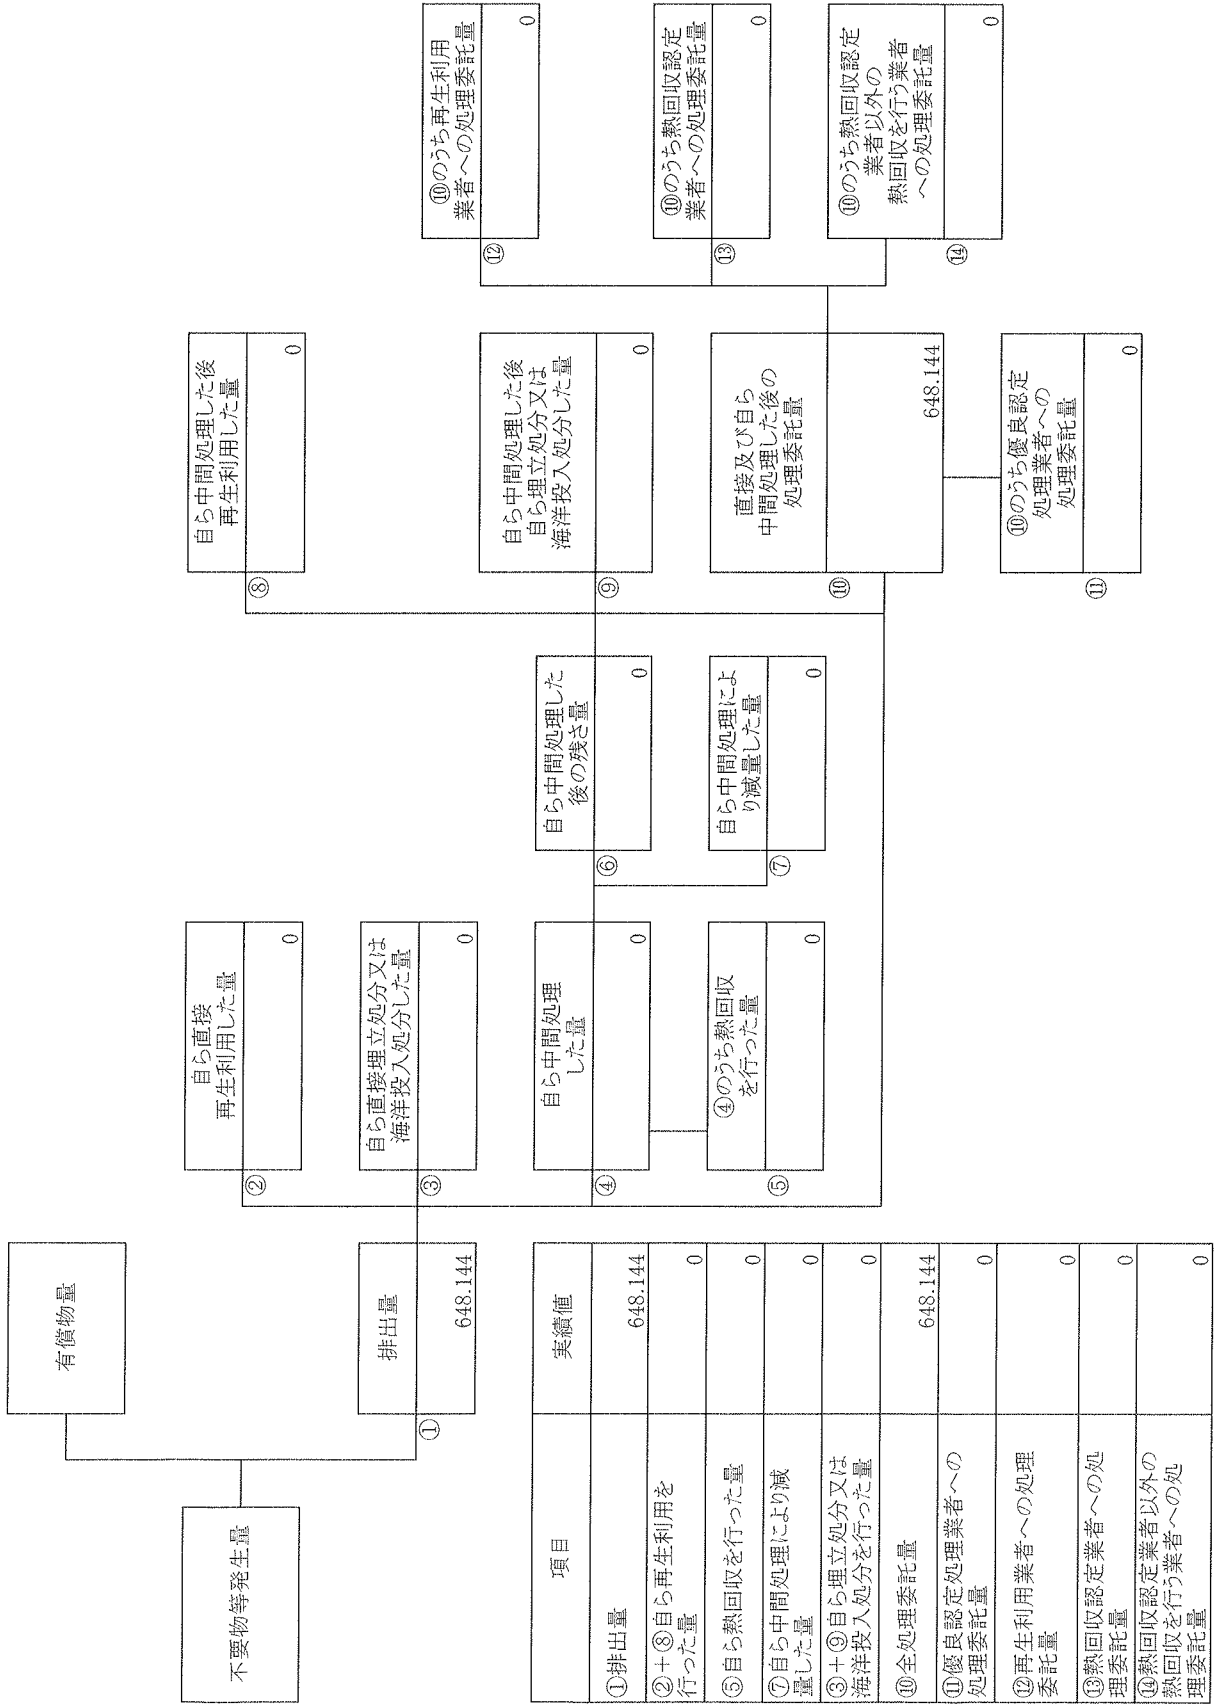 不要物等発生量
有償物量
排出量
①
648.144
自ら直接
再生利用した量
②
0
自ら直接埋立処分又は
海洋投入処分した量
③
0
自ら中間処理
した量
④
0
④のうち熱回収
を行った量
⑤
0
自ら中間処理した
後の残さ量
⑥
0
自ら中間処理によ
り減量した量
⑦
0
自ら中間処理した後
再生利用した量
⑧
0
自ら中間処理した後
自ら埋立処分又は
海洋投入処分した量
⑨
0
直接及び自ら
中間処理した後の
処理委託量
⑩
648.144
⑩のうち優良認定
処理業者への
処理委託量
⑪
0
⑩のうち再生利用
業者への処理委託量
⑫
0
⑩のうち熱回収認定
業者への処理委託量
⑬
0
⑩のうち熱回収認定
業者以外の
熱回収を行う業者
への処理委託量
⑭
0
項目
実績値
①排出量
648.144
②+⑧自ら再生利用を
行った量
0
⑤自ら熱回収を行った量
0
⑦自ら中間処理により減
量した量
0
③+⑨自ら埋立処分又は
海洋投入処分を行った量
0
⑩全処理委託量
648.144
⑪優良認定処理業者への
処理委託量
0
⑫再生利用業者への処理
委託量
0
⑬熱回収認定業者への処
理委託量
0
⑭熱回収認定業者以外の
熱回収を行う業者への処
理委託量
0